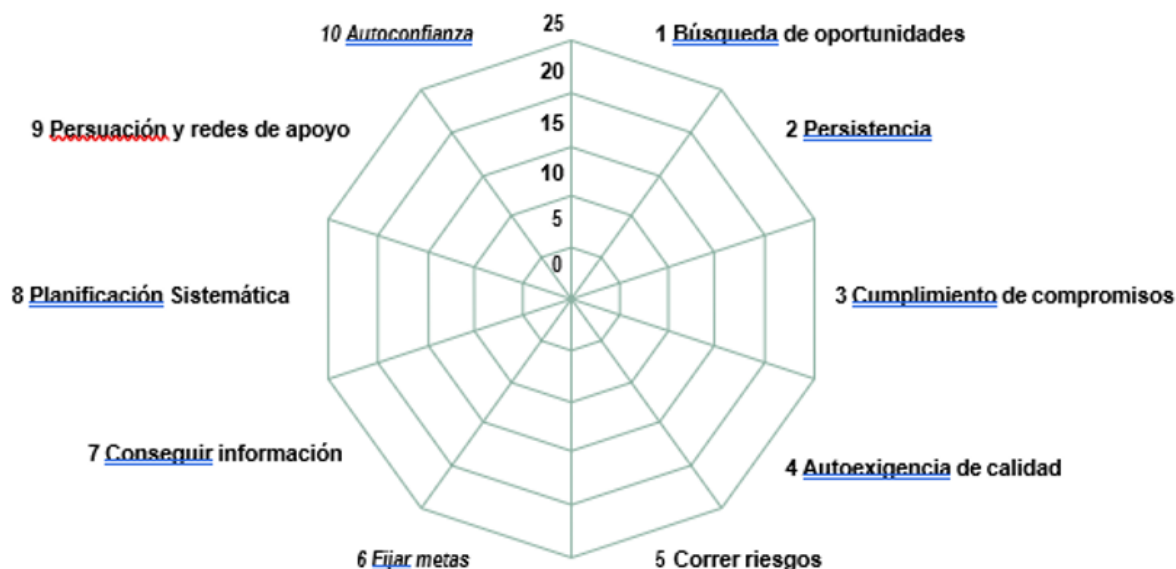 25
10 Autoconfianza
1 Búsqueda de oportunidades
20
9 Persuación y redes de apoyo
15
2 Persistencia
10
5
0
8 Planificación Sistemática
3 Cumplimiento de compromisos
7 Conseguir información
4 Autoexigencia de calidad
6 Fijar metas
5 Correr riesgos